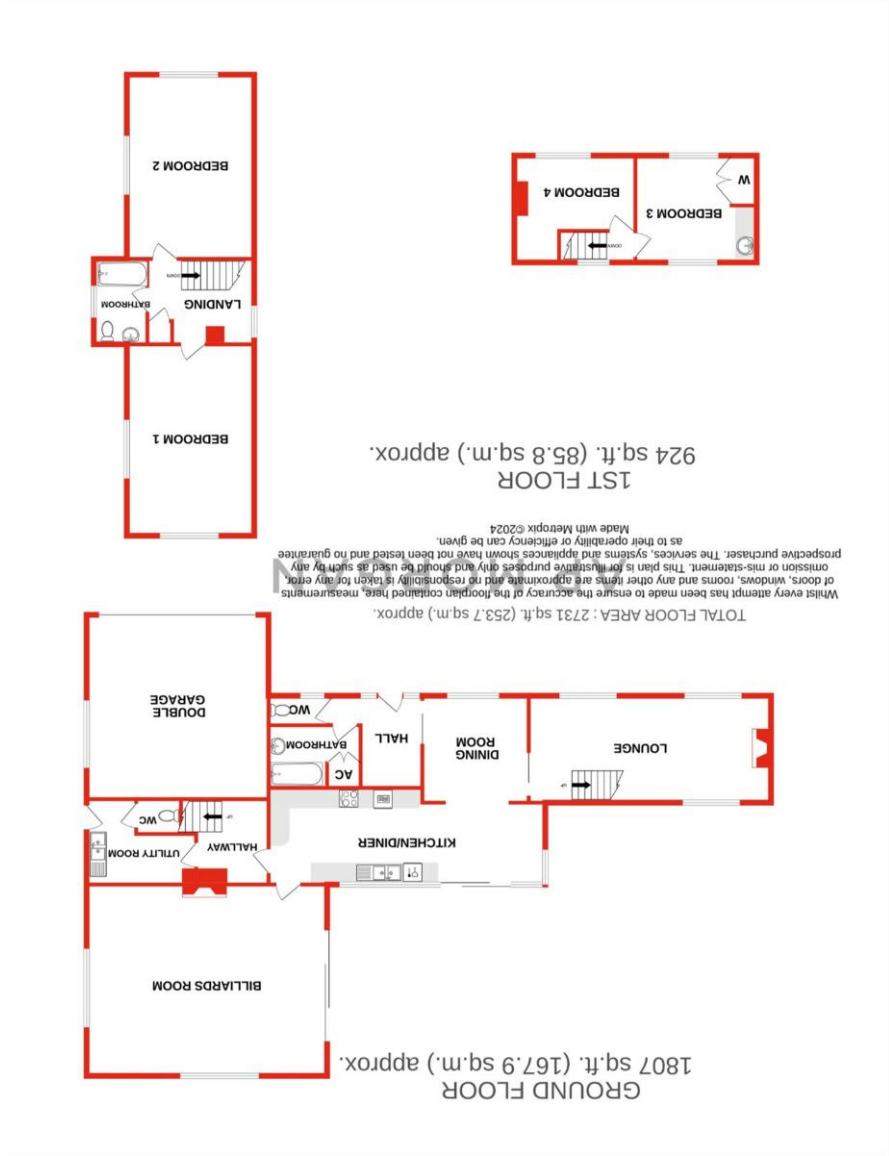 GROUND FLOOR
1807 sq.ft. (167.9 sq.m.) approx.
BILLIARDS ROOM
UTILITY ROOM
HALLWAY
WC
UP
KITCHEN/DINER
LOUNGE
UP
DINING
ROOM
HALL
AC
BATHROOM
WC
DOUBLE
GARAGE
1ST FLOOR
924 sq.ft. (85.8 sq.m.) approx.
BEDROOM 1
LANDING
BATHROOM
DOWN
BEDROOM 2
BEDROOM 3
BEDROOM 4
W
DOWN
AP MORGAN
TOTAL FLOOR AREA : 2731 sq.ft. (253.7 sq.m.) approx.
Whilst every attempt has been made to ensure the accuracy of the floorplan contained here, measurements
of doors, windows, rooms and any other items are approximate and no responsibility is taken for any error,
omission or mis-statement. This plan is for illustrative purposes only and should be used as such by any
prospective purchaser. The services, systems and appliances shown have not been tested and no guarantee
as to their operability or efficiency can be given.
Made with Metropix ©2024